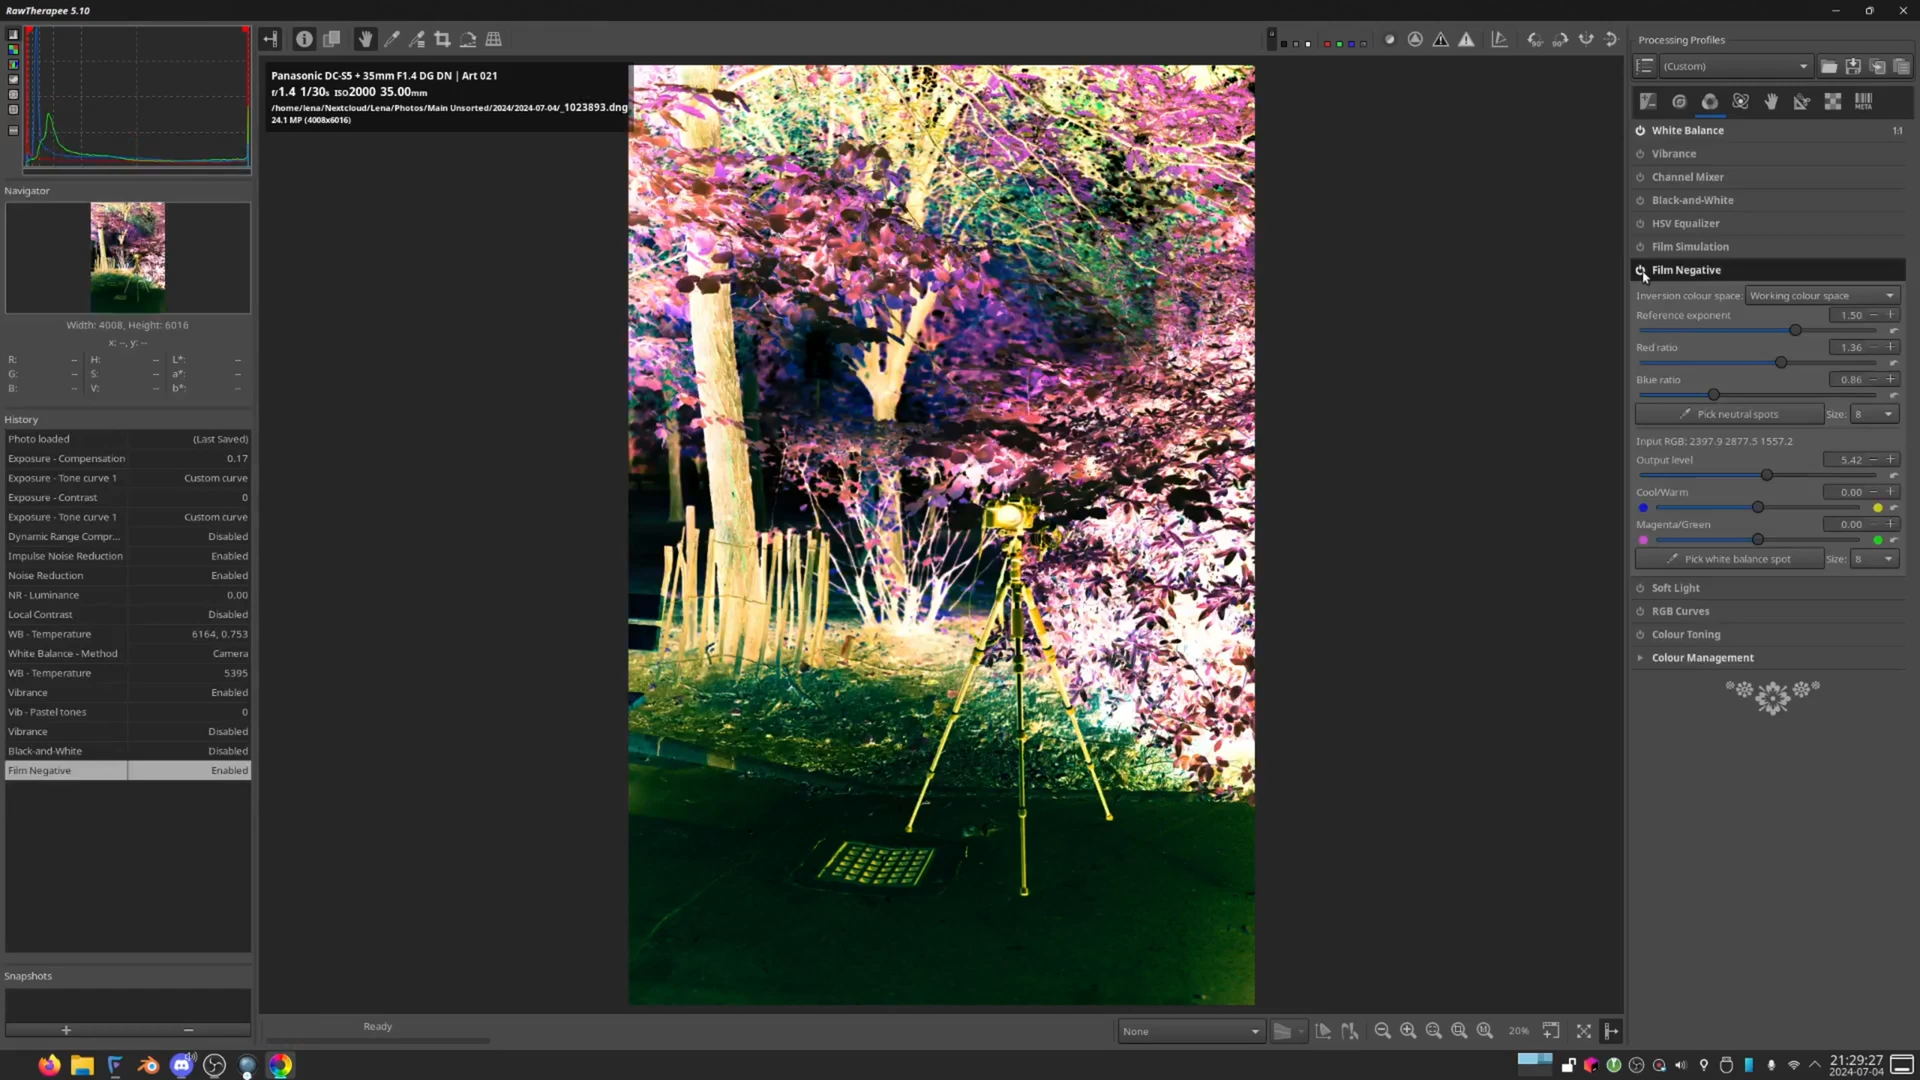 RawTherapee 5.10
Panasonic DC-S5 + 35mm F1.4 DG DN | Art 021
f/1.4 1/30s ISO2000 35.00mm
/home/lena/Nextcloud/Lena/Photos/Main Unsorted/2024/2024-07-04/_1023893.dng
24.1 MP (4008x6016)
Navigator
Width: 4008, Height: 6016
x: --, y: --
R: -- H: -- L*: --
G: -- S: -- a*: --
B: -- V: -- b*: --
History
Photo loaded (Last Saved)
Exposure - Compensation 0.17
Exposure - Tone curve 1 Custom curve
Exposure - Contrast 0
Exposure - Tone curve 1 Custom curve
Dynamic Range Compr... Disabled
Impulse Noise Reduction Enabled
Noise Reduction Enabled
NR - Luminance 0.00
Local Contrast Disabled
WB - Temperature 6164, 0.753
White Balance - Method Camera
WB - Temperature 5395
Vibrance Enabled
Vib - Pastel tones 0
Vibrance Disabled
Black-and-White Disabled
Film Negative Enabled
Snapshots
+ −
Ready
None
20%
Processing Profiles
(Custom)
META
White Balance 1:1
Vibrance
Channel Mixer
Black-and-White
HSV Equalizer
Film Simulation
Film Negative
Inversion colour space: Working colour space
Reference exponent 1.50 − +
Red ratio 1.36 − +
Blue ratio 0.86 − +
Pick neutral spots Size: 8
Input RGB: 2397.9 2877.5 1557.2
Output level 5.42 − +
Cool/Warm 0.00 − +
Magenta/Green 0.00 − +
Pick white balance spot Size: 8
Soft Light
RGB Curves
Colour Toning
Colour Management
21:29:27
2024-07-04